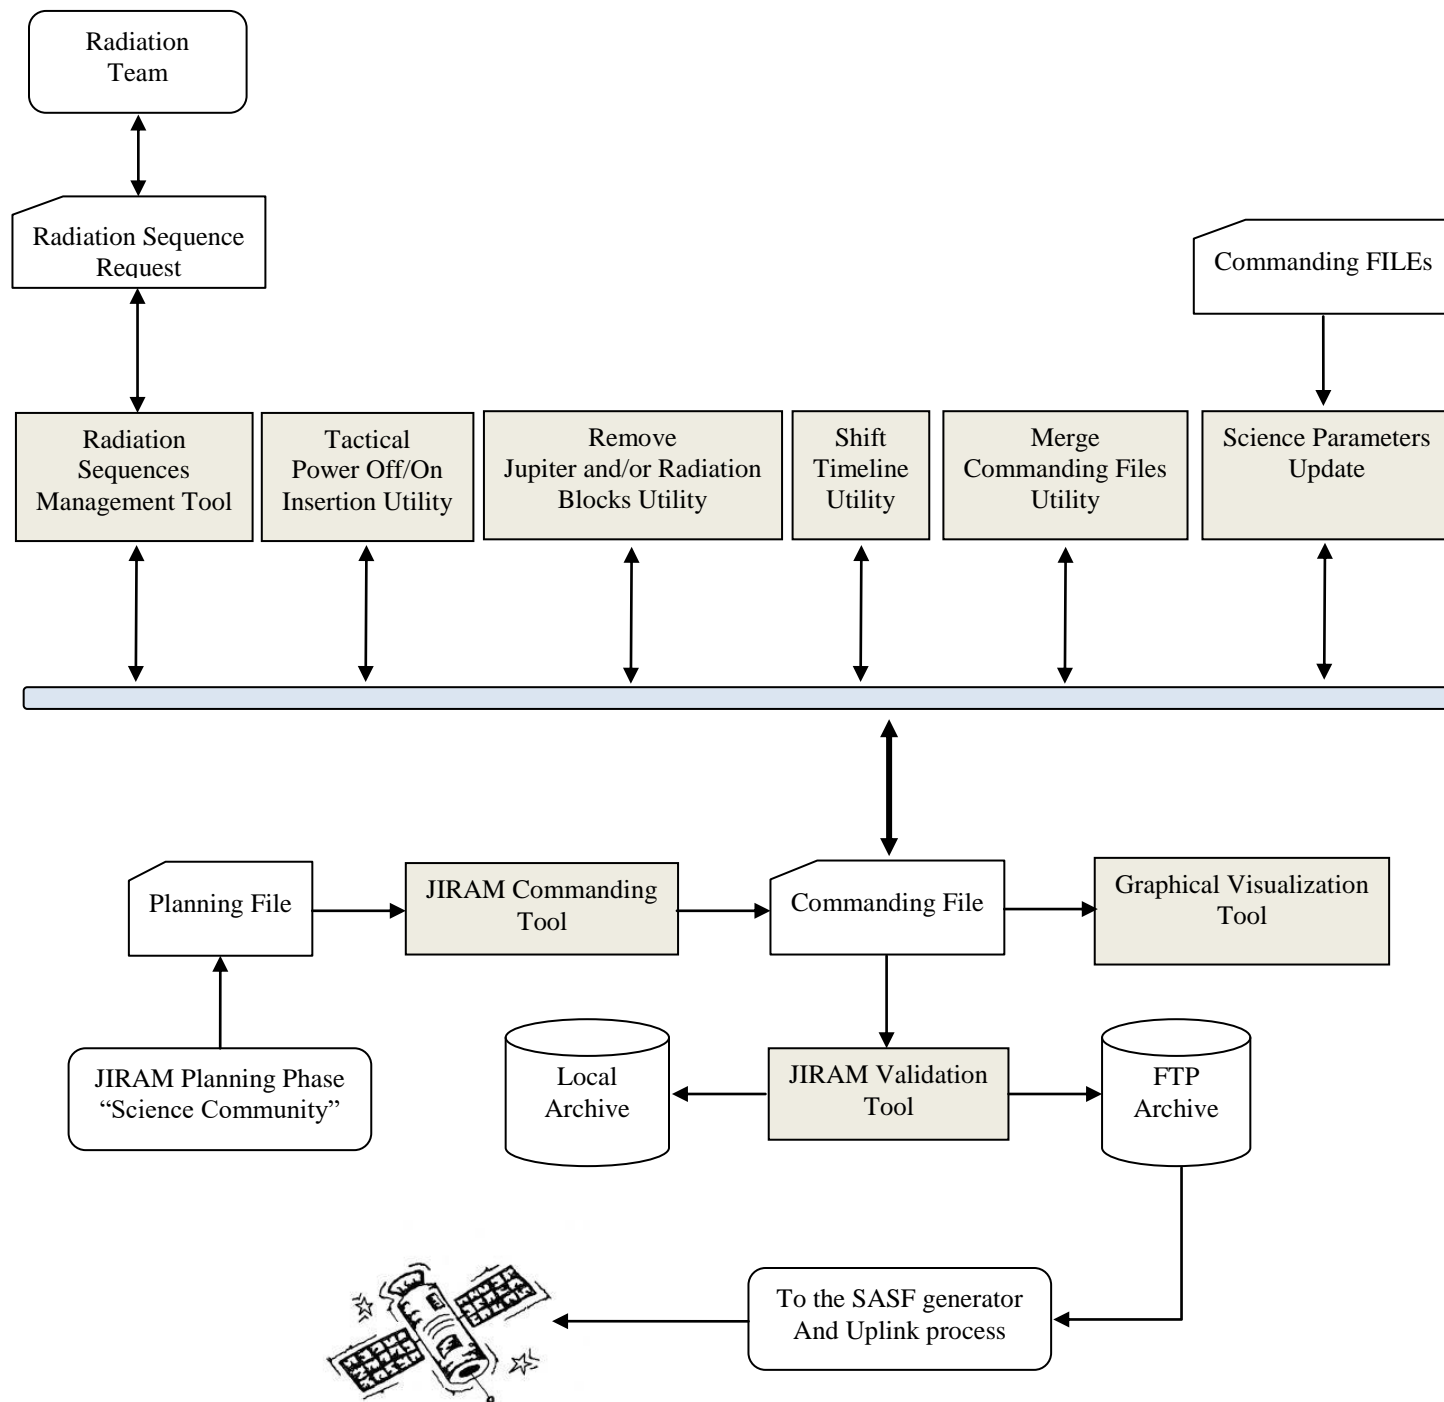 Radiation
Team
Radiation Sequence
Request
Commanding FILEs
Radiation
Sequences
Management Tool
Tactical
Power Off/On
Insertion Utility
Remove
Jupiter and/or Radiation
Blocks Utility
Shift
Timeline
Utility
Merge
Commanding Files
Utility
Science Parameters
Update
Planning File
JIRAM Commanding
Tool
Commanding File
Graphical Visualization
Tool
JIRAM Planning Phase
“Science Community”
Local
Archive
JIRAM Validation
Tool
FTP
Archive
To the SASF generator
And Uplink process